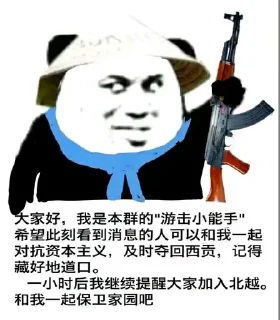 大家好，我是本群的"游击小能手"
希望此刻看到消息的人可以和我一起
对抗资本主义，及时夺回西贡，记得
藏好地道口。
一小时后我继续提醒大家加入北越。
和我一起保卫家园吧